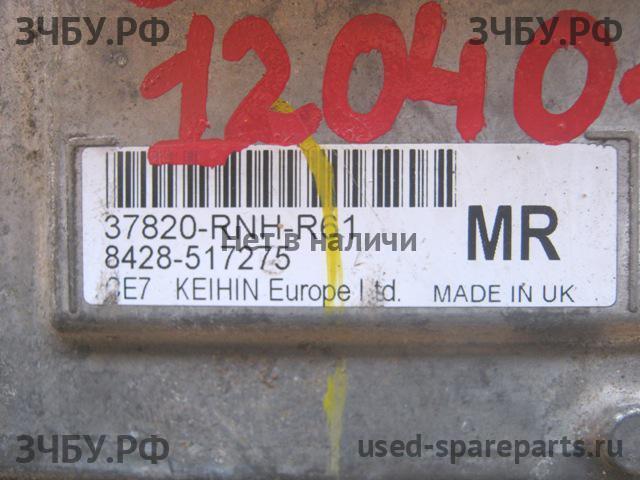 ЗЧБУ.РФ ЗЧБУ.РФ
12040
37820-RNH-R61 MR
Нет в наличи
8428-517275
CE7 KEIHIN Europe Ltd. MADE IN UK
ЗЧБУ.РФ used-spareparts.ru